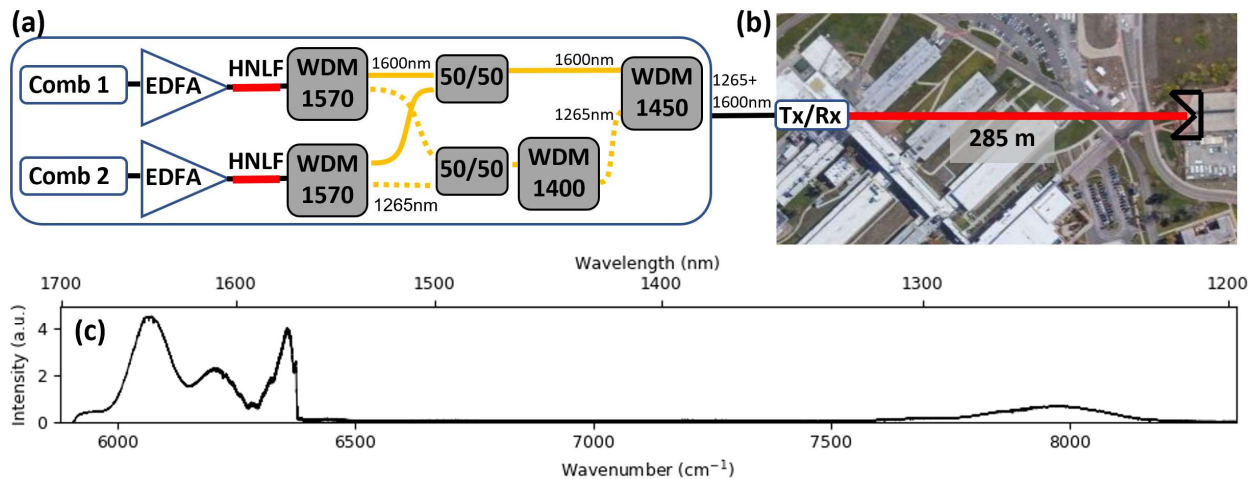 (a)
Comb 1
EDFA
HNLF
WDM
1570
1600nm
50/50
1600nm
WDM
1450
1265nm
1265+
1600nm
Comb 2
EDFA
HNLF
WDM
1570
1265nm
50/50
WDM
1400
(b)
Tx/Rx
285 m
Wavelength (nm)
1700 1600 1500 1400 1300 1200
(c)
Intensity (a.u.)
4
2
0
6000 6500 7000 7500 8000
Wavenumber (cm⁻¹)